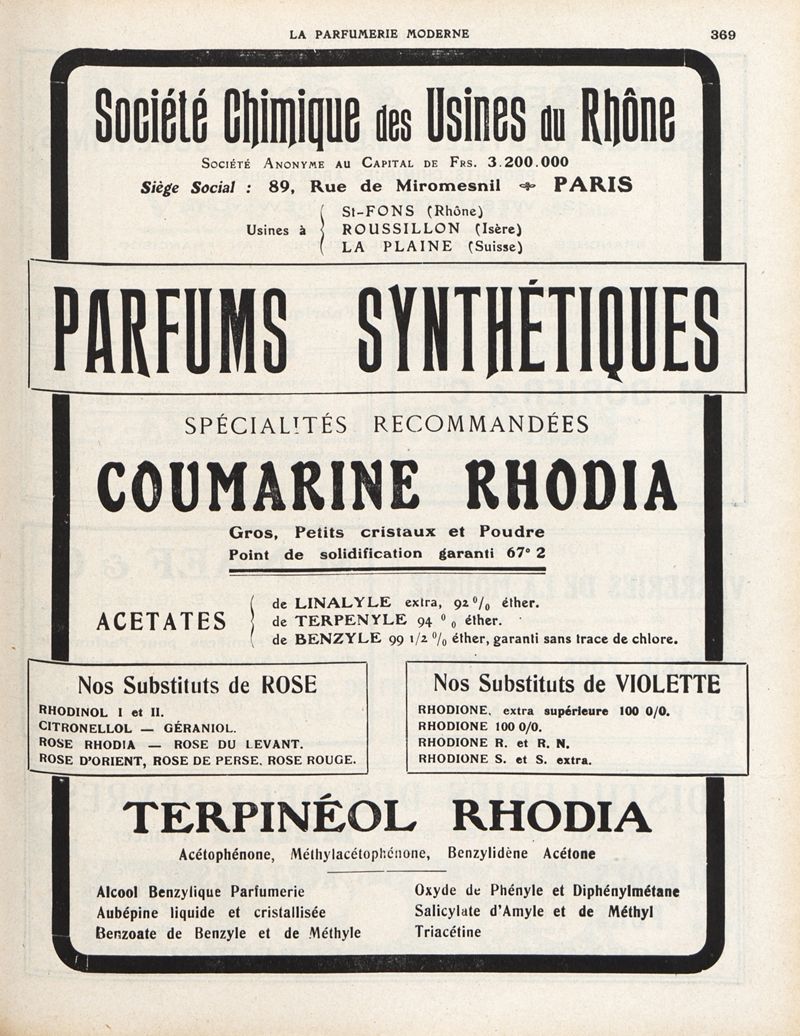 LA PARFUMERIE MODERNE
369
Société Chimique des Usines du Rhône
Société Anonyme au Capital de Frs. 3.200.000
Siège Social : 89, Rue de Miromesnil PARIS
Usines à
St-FONS (Rhône)
ROUSSILLON (Isère)
LA PLAINE (Suisse)
PARFUMS SYNTHÉTIQUES
SPÉCIALITÉS RECOMMANDÉES
COUMARINE RHODIA
Gros, Petits cristaux et Poudre
Point de solidification garanti 67° 2
ACETATES
de LINALYLE extra, 92 % éther.
de TERPENYLE 94 % éther.
de BENZYLE 99 1/2 % éther, garanti sans trace de chlore.
Nos Substituts de ROSE
RHODINOL I et II.
CITRONELLOL — GÉRANIOL.
ROSE RHODIA — ROSE DU LEVANT.
ROSE D'ORIENT, ROSE DE PERSE, ROSE ROUGE.
Nos Substituts de VIOLETTE
RHODIONE, extra supérieure 100 0/0.
RHODIONE 100 0/0.
RHODIONE R. et R. N.
RHODIONE S. et S. extra.
TERPINÉOL RHODIA
Acétophénone, Méthylacétophénone, Benzylidène Acétone
Alcool Benzylique Parfumerie
Aubépine liquide et cristallisée
Benzoate de Benzyle et de Méthyle
Oxyde de Phényle et Diphénylmétane
Salicylate d'Amyle et de Méthyl
Triacétine